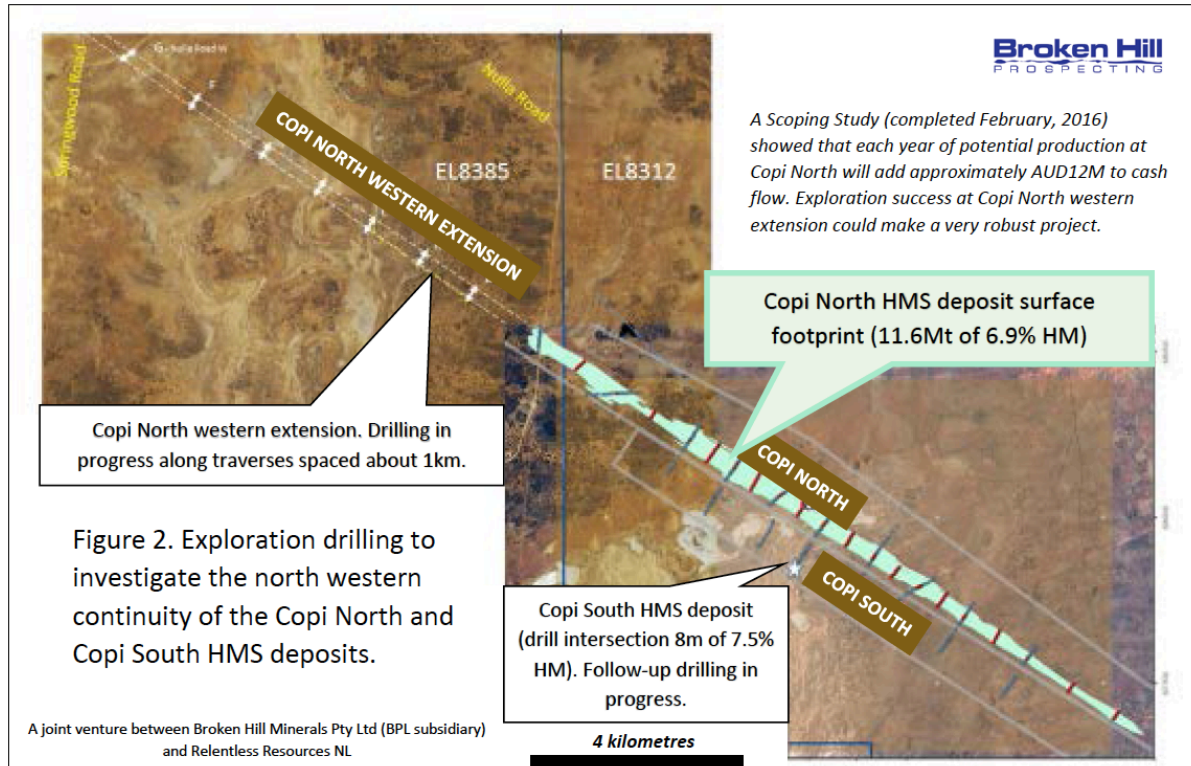 Broken Hill
PROSPECTING
A Scoping Study (completed February, 2016)
showed that each year of potential production at
Copi North will add approximately AUD12M to cash
flow. Exploration success at Copi North western
extension could make a very robust project.
Springwood Road
Nulla Road
F
COPI NORTH WESTERN EXTENSION
EL8385
EL8312
Copi North HMS deposit surface
footprint (11.6Mt of 6.9% HM)
Copi North western extension. Drilling in
progress along traverses spaced about 1km.
COPI NORTH
COPI SOUTH
Figure 2. Exploration drilling to
investigate the north western
continuity of the Copi North and
Copi South HMS deposits.
Copi South HMS deposit
(drill intersection 8m of 7.5%
HM). Follow-up drilling in
progress.
A joint venture between Broken Hill Minerals Pty Ltd (BPL subsidiary)
and Relentless Resources NL
4 kilometres